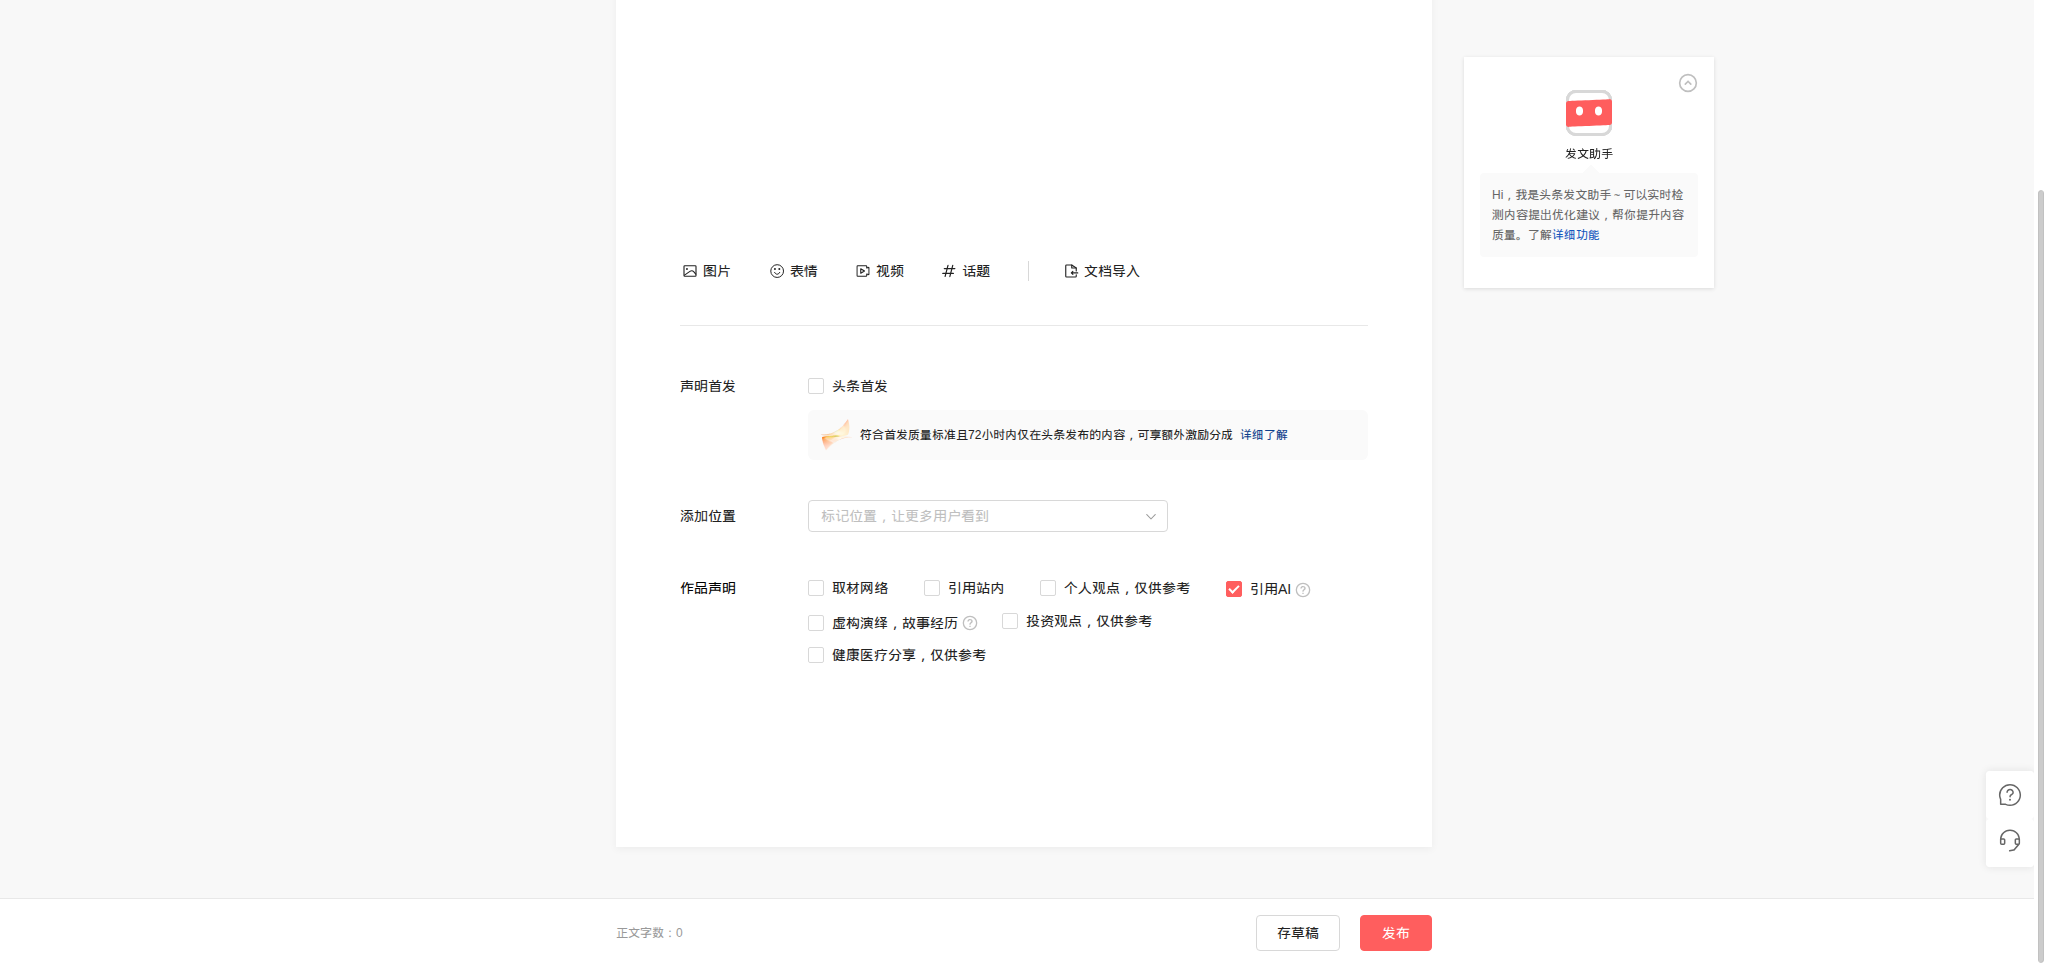 发文助手
Hi，我是头条发文助手 ~ 可以实时检
测内容提出优化建议，帮你提升内容
质量。了解详细功能
图片 表情 视频 话题 文档导入
声明首发 头条首发
符合首发质量标准且72小时内仅在头条发布的内容，可享额外激励分成 详细了解
添加位置 标记位置，让更多用户看到
作品声明 取材网络 引用站内 个人观点，仅供参考 引用AI
虚构演绎，故事经历 投资观点，仅供参考
健康医疗分享，仅供参考
正文字数：0 存草稿 发布